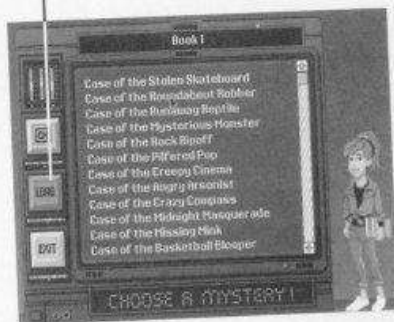 Book 1
Case of the Stolen Skateboard
Case of the Roundabout Robber
Case of the Runaway Reptile
Case of the Mysterious Monster
Case of the Rock Ripoff
Case of the Pilfered Pop
Case of the Creepy Cinema
Case of the Angry Arsonist
Case of the Crazy Compass
Case of the Midnight Masquerade
Case of the Missing Mink
Case of the Basketball Blooper
LOAD
EXIT
CHOOSE A MYSTERY!